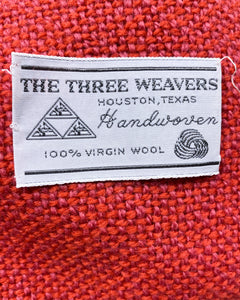 THE THREE WEAVERS
HOUSTON, TEXAS
Handwoven
100% VIRGIN WOOL